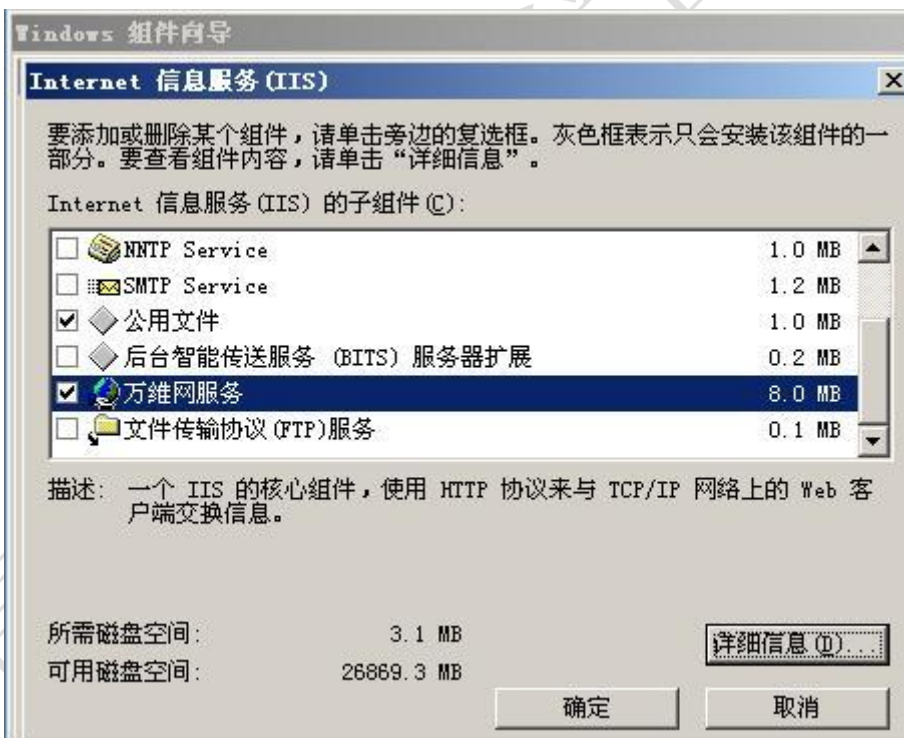 Windows 组件向导
Internet 信息服务(IIS)
要添加或删除某个组件，请单击旁边的复选框。灰色框表示只会安装该组件的一
部分。要查看组件内容，请单击“详细信息”。
Internet 信息服务(IIS) 的子组件(C):
NNTP Service 1.0 MB
SMTP Service 1.2 MB
公用文件 1.0 MB
后台智能传送服务 (BITS) 服务器扩展 0.2 MB
万维网服务 8.0 MB
文件传输协议(FTP)服务 0.1 MB
描述: 一个 IIS 的核心组件，使用 HTTP 协议来与 TCP/IP 网络上的 Web 客
户端交换信息。
所需磁盘空间: 3.1 MB
详细信息(D)...
可用磁盘空间: 26869.3 MB
确定 取消